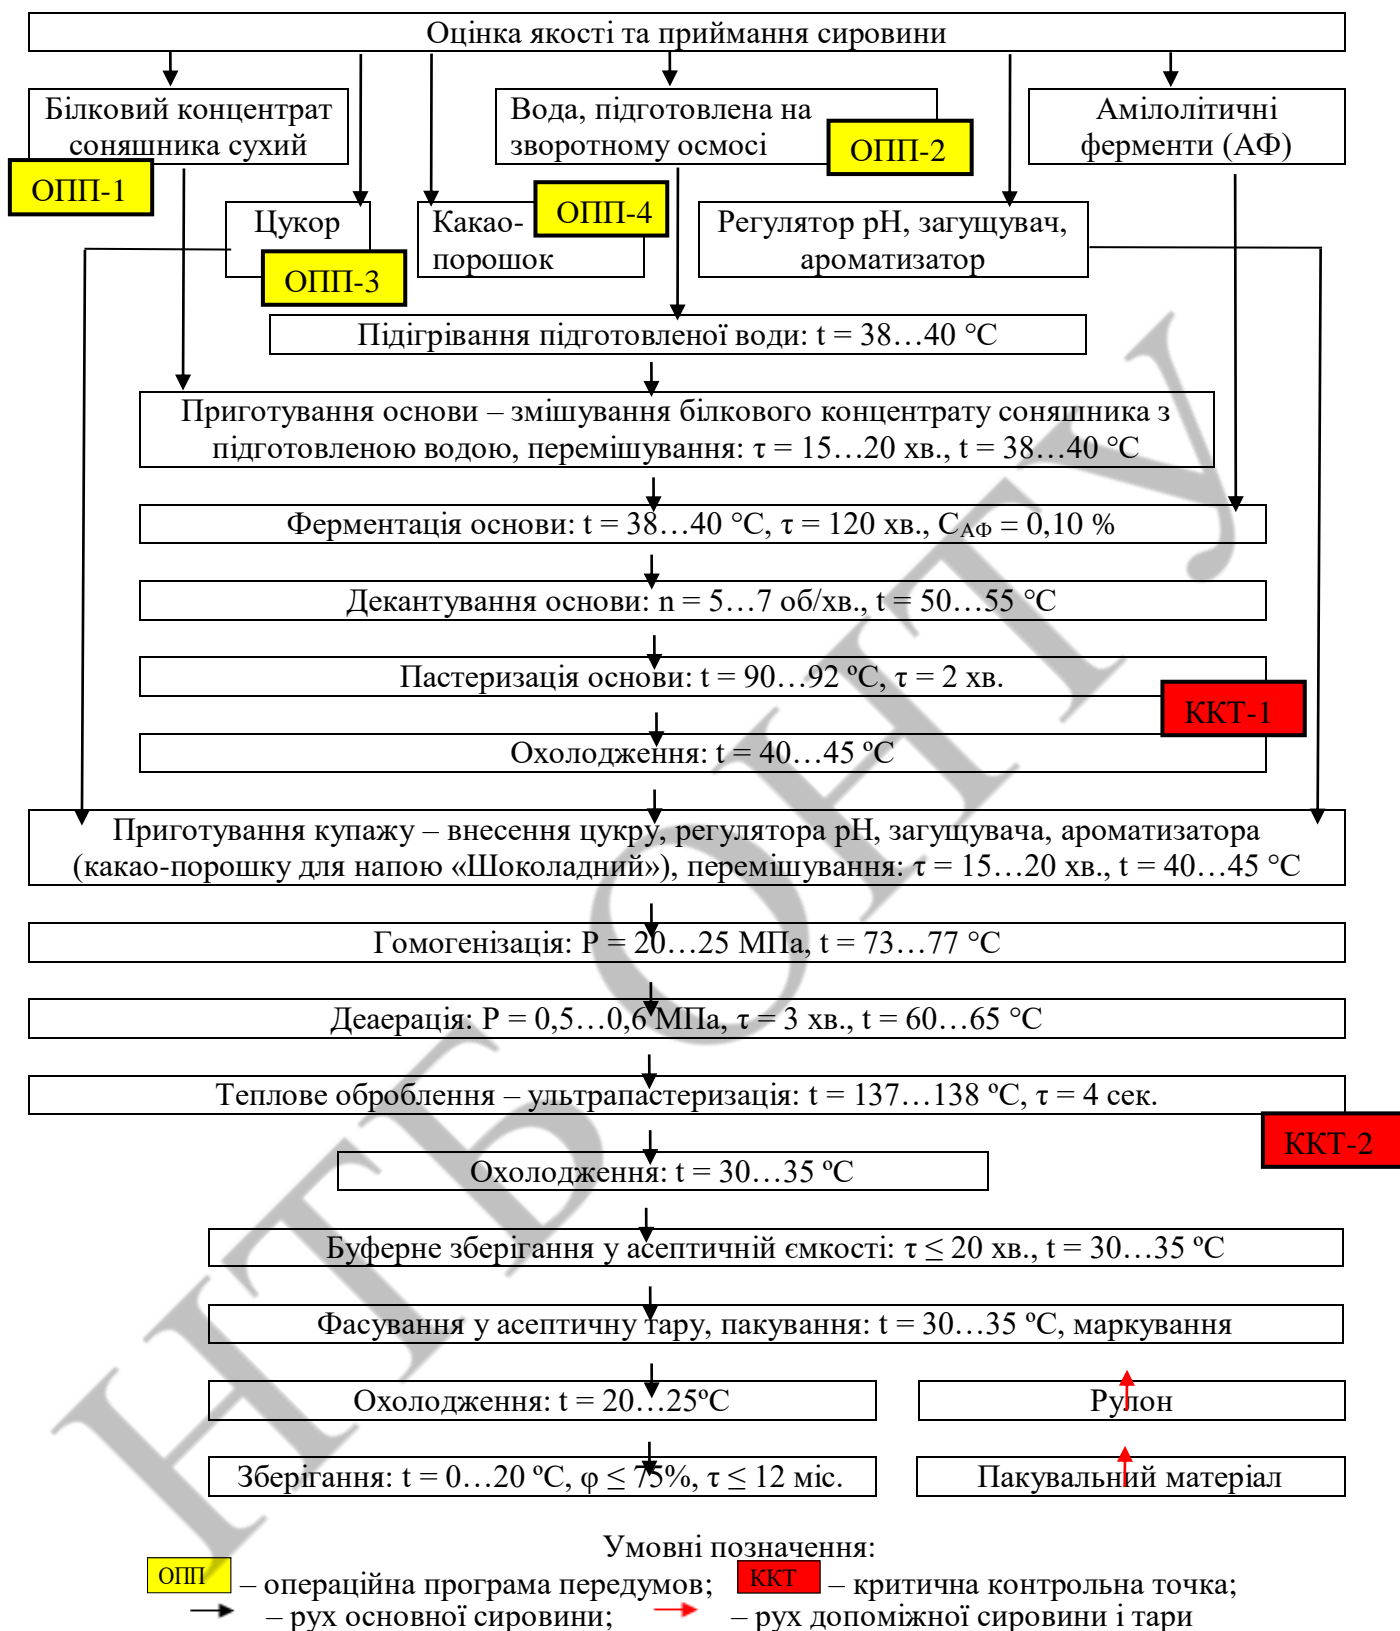 Оцінка якості та приймання сировини
Білковий концентрат
соняшника сухий
ОПП-1
Вода, підготовлена на
зворотному осмосі
ОПП-2
Амілолітичні
ферменти (АФ)
Цукор
ОПП-3
Какао-
порошок
ОПП-4
Регулятор рН, загущувач,
ароматизатор
Підігрівання підготовленої води: t = 38…40 °С
Приготування основи – змішування білкового концентрату соняшника з
підготовленою водою, перемішування: τ = 15…20 хв., t = 38…40 °С
Ферментація основи: t = 38…40 °С, τ = 120 хв., САФ = 0,10 %
Декантування основи: n = 5…7 об/хв., t = 50…55 °С
Пастеризація основи: t = 90…92 ºС, τ = 2 хв.
ККТ-1
Охолодження: t = 40…45 ºС
Приготування купажу – внесення цукру, регулятора рН, загущувача, ароматизатора
(какао-порошку для напою «Шоколадний»), перемішування: τ = 15…20 хв., t = 40…45 °С
Гомогенізація: Р = 20…25 МПа, t = 73…77 °С
Деаерація: Р = 0,5…0,6 МПа, τ = 3 хв., t = 60…65 °С
Теплове оброблення – ультрапастеризація: t = 137…138 ºС, τ = 4 сек.
ККТ-2
Охолодження: t = 30…35 ºС
Буферне зберігання у асептичній ємкості: τ ≤ 20 хв., t = 30…35 ºС
Фасування у асептичну тару, пакування: t = 30…35 ºС, маркування
Охолодження: t = 20…25ºС
Рулон
Зберігання: t = 0…20 ºС, φ ≤ 75%, τ ≤ 12 міс.
Пакувальний матеріал
Умовні позначення:
ОПП – операційна програма передумов; ККТ – критична контрольна точка;
– рух основної сировини; – рух допоміжної сировини і тари
НТБ ОНТУ